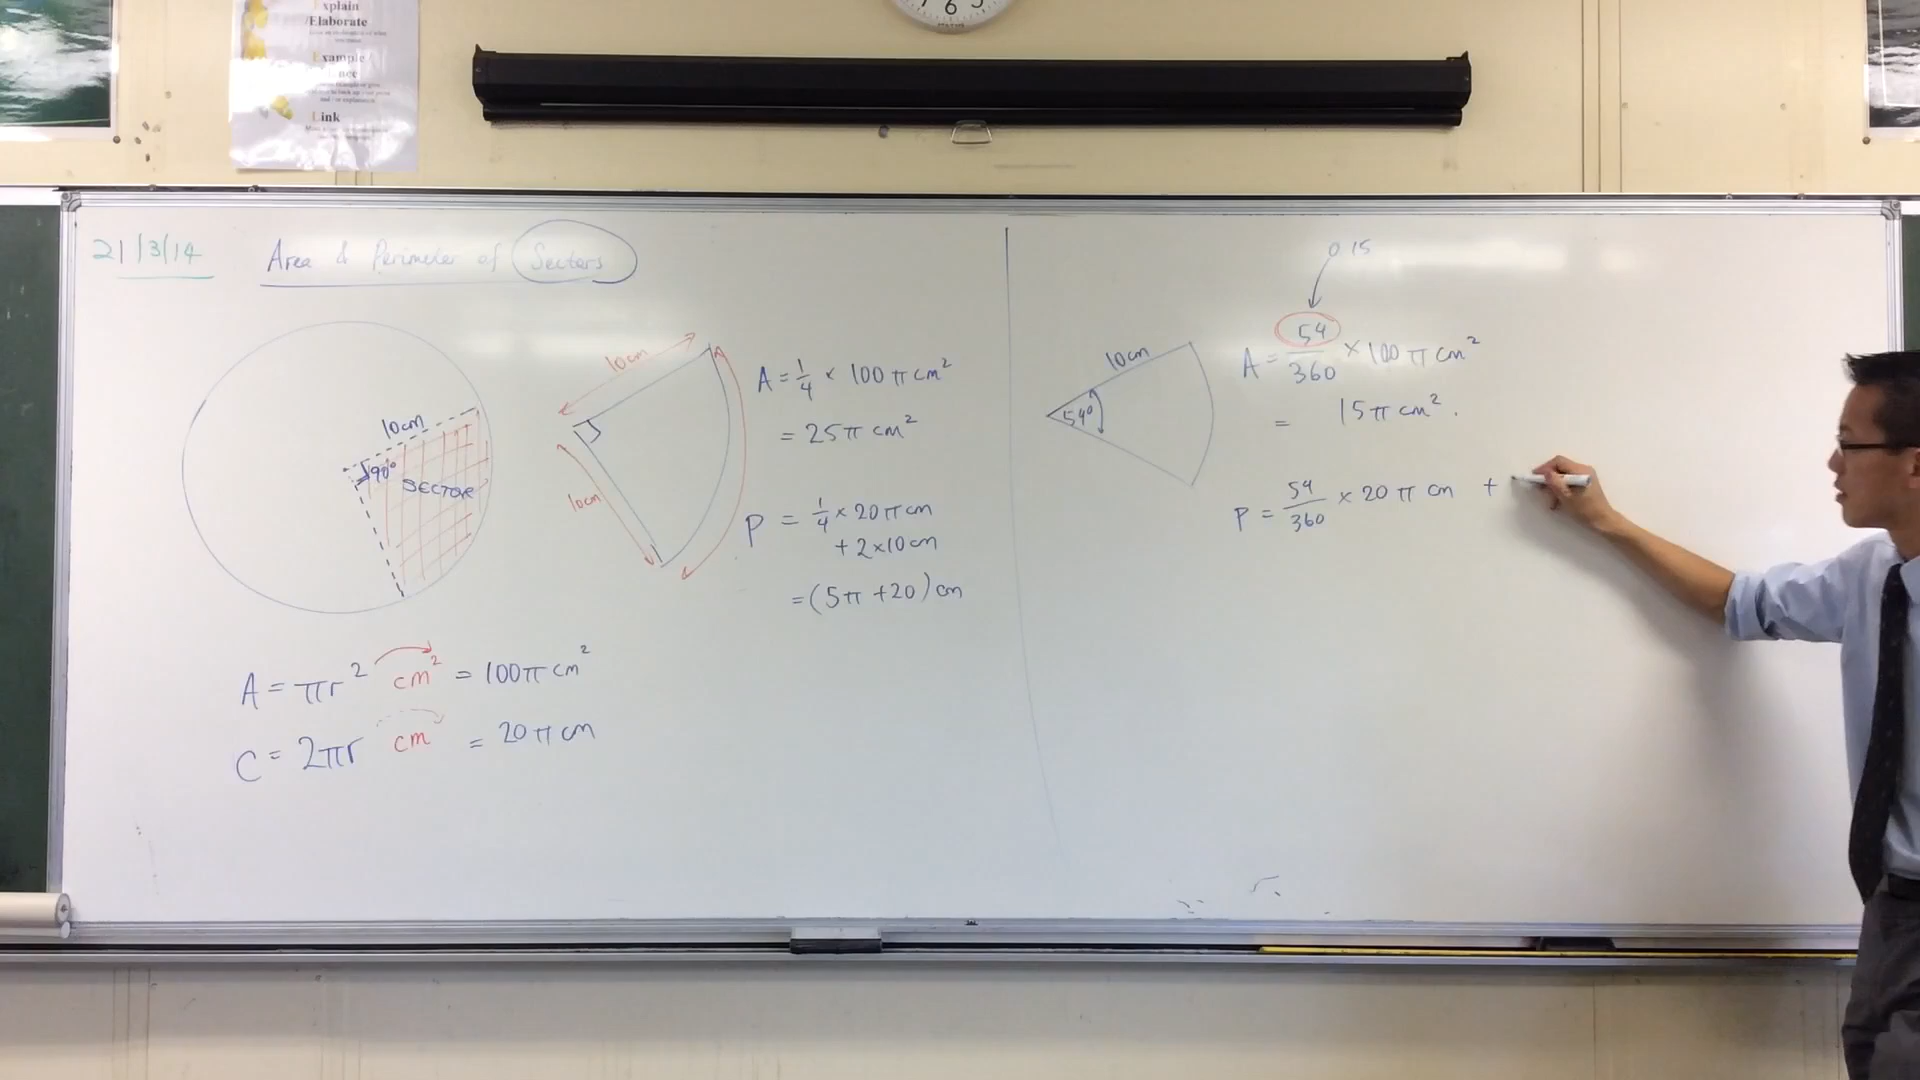 Explain
/Elaborate
Example
Link
6
21/3/14
Area & Perimeter of Sectors
10cm
90°
SECTOR
A = πr² cm² = 100π cm²
C = 2πr cm = 20π cm
10cm
10cm
A = 1/4 × 100π cm²
= 25π cm²
P = 1/4 × 20π cm
+ 2×10cm
= (5π + 20) cm
10cm
54°
0.15
A = 54/360 × 100π cm²
= 15π cm².
P = 54/360 × 20π cm +